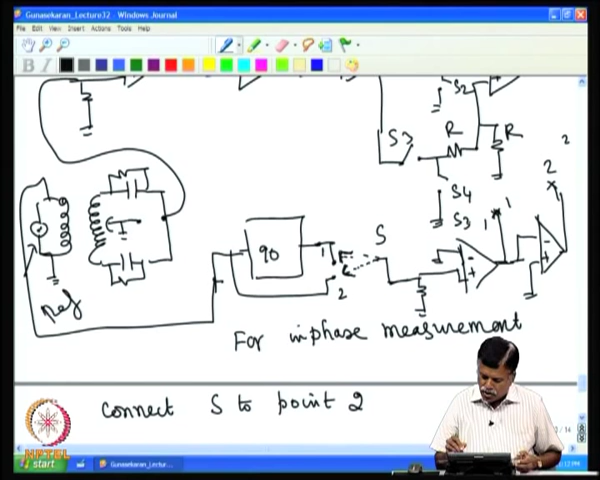 Gunasekaran_Lecture32 - Windows Journal
File Edit View Insert Actions Tools Help
B I
S2
S3
R
R
S4
S3
2
2
1
1
Ref
90
1
2
S
-
+
-
+
For inphase measurement
connect S to point 2
NPTEL
start
Gunasekaran_Lectur...